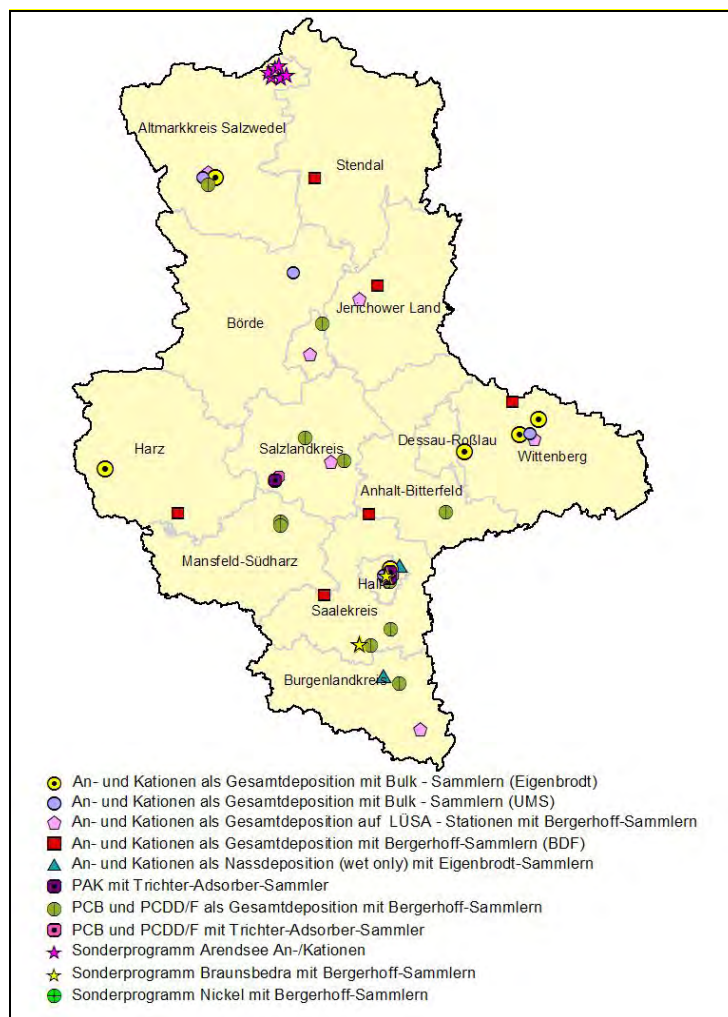 Altmarkkreis Salzwedel
Stendal
Jerichower Land
Börde
Harz
Salzlandkreis
Dessau-Roßlau
Wittenberg
Anhalt-Bitterfeld
Mansfeld-Südharz
Saalekreis
Burgenlandkreis
An- und Kationen als Gesamtdeposition mit Bulk - Sammlern (Eigenbrodt)
An- und Kationen als Gesamtdeposition mit Bulk - Sammlern (UMS)
An- und Kationen als Gesamtdeposition auf LÜSA - Stationen mit Bergerhoff-Sammlern
An- und Kationen als Gesamtdeposition mit Bergerhoff-Sammlern (BDF)
An- und Kationen als Nassdeposition (wet only) mit Eigenbrodt-Sammlern
PAK mit Trichter-Adsorber-Sammler
PCB und PCDD/F als Gesamtdeposition mit Bergerhoff-Sammlern
PCB und PCDD/F mit Trichter-Adsorber-Sammler
Sonderprogramm Arendsee An-/Kationen
Sonderprogramm Braunsbedra mit Bergerhoff-Sammlern
Sonderprogramm Nickel mit Bergerhoff-Sammlern